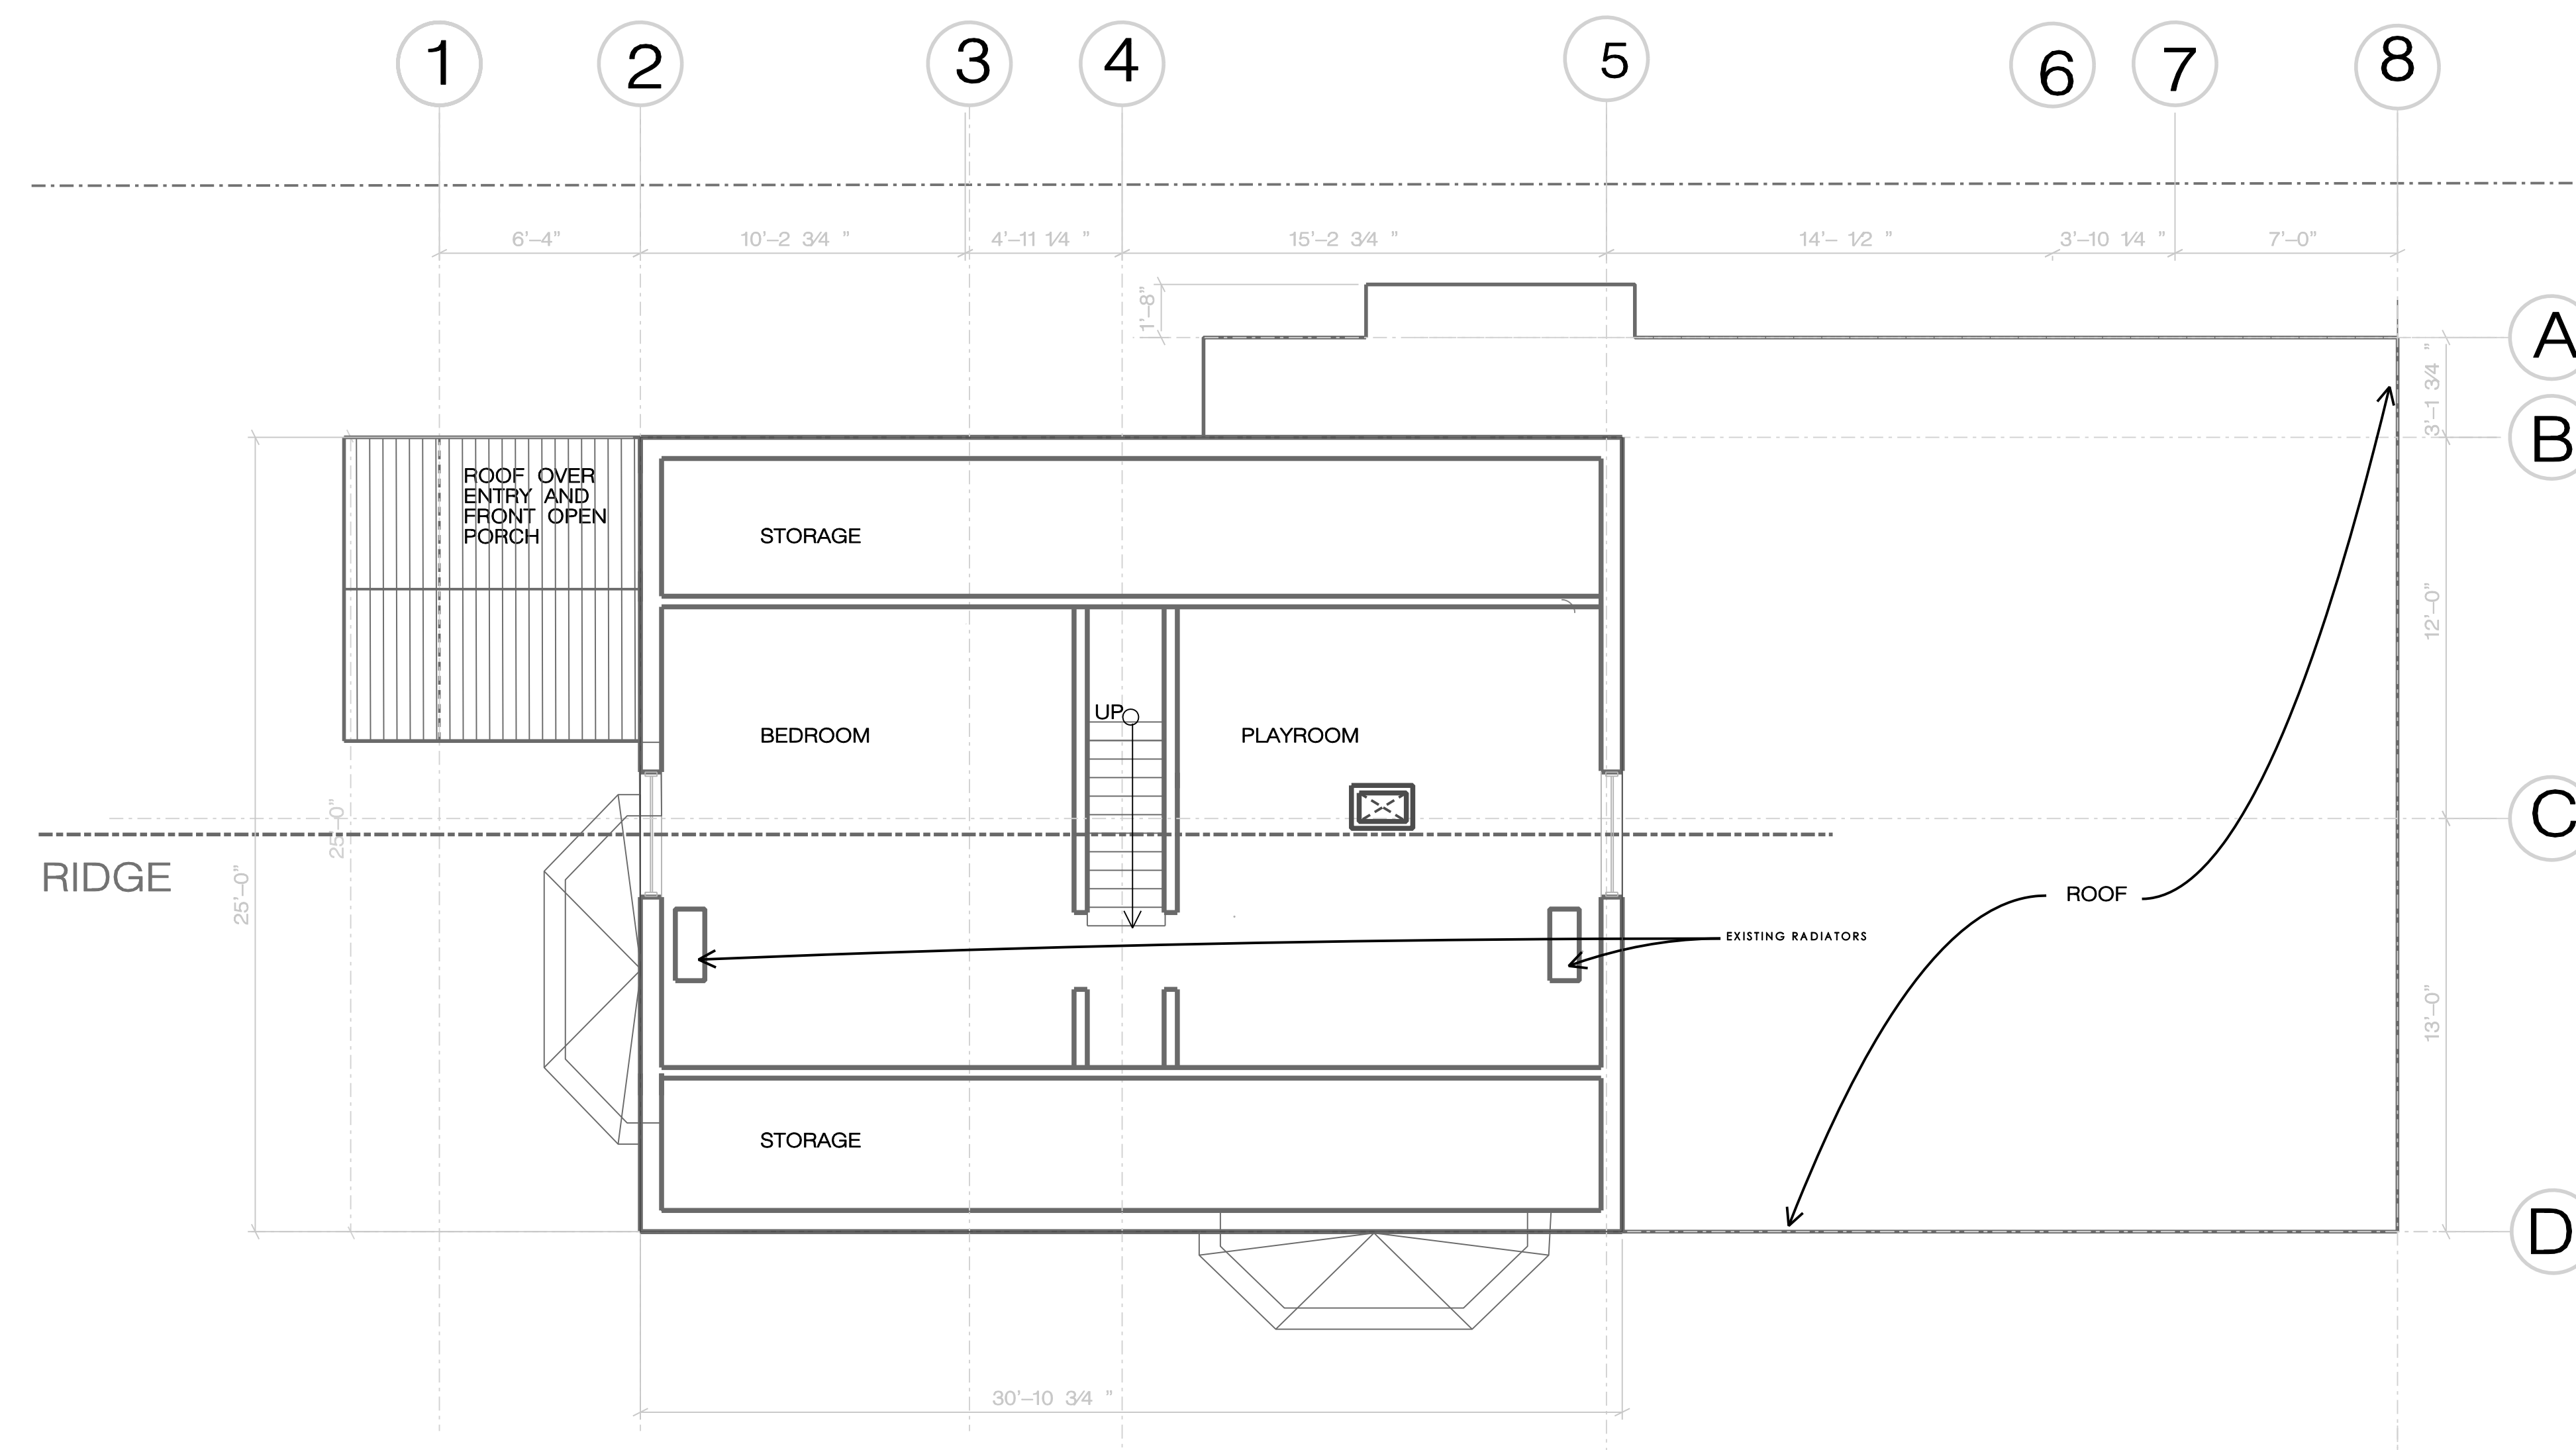 1 2 3 4 5 6 7 8
6'–4" 10'–2 3/4 " 4'–11 1/4 " 15'–2 3/4 " 14'– 1/2 " 3'–10 1/4 " 7'–0"
1'–8"
A
3'–1 3/4 "
B
ROOF OVER
ENTRY AND
FRONT OPEN
PORCH
STORAGE
12'–0"
UP
BEDROOM
PLAYROOM
C
25'–0"
RIDGE
25'–0"
ROOF
EXISTING RADIATORS
13'–0"
STORAGE
D
30'–10 3/4 "